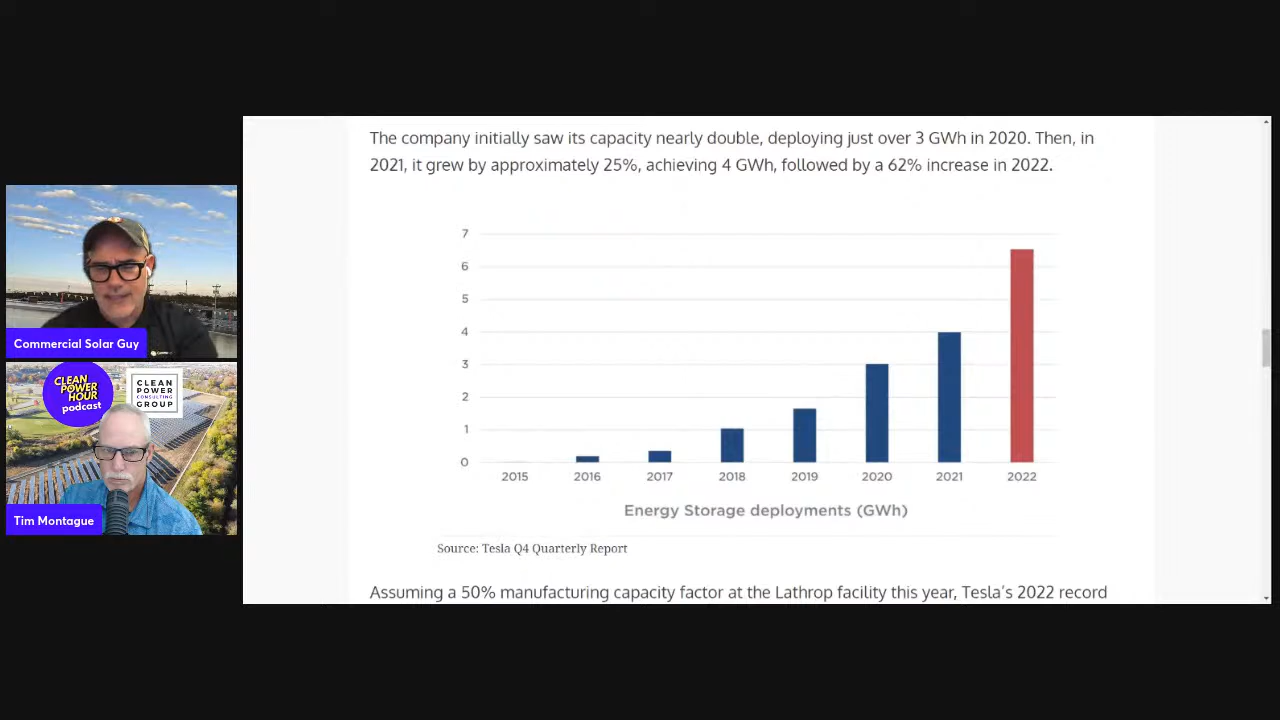 The company initially saw its capacity nearly double, deploying just over 3 GWh in 2020. Then, in
2021, it grew by approximately 25%, achieving 4 GWh, followed by a 62% increase in 2022.
7
6
5
4
3
2
1
0
2015 2016 2017 2018 2019 2020 2021 2022
Energy Storage deployments (GWh)
Source: Tesla Q4 Quarterly Report
Assuming a 50% manufacturing capacity factor at the Lathrop facility this year, Tesla's 2022 record
Commercial Solar Guy
CLEAN
POWER
HOUR
podcast
CLEAN
POWER
CONSULTING
GROUP
Tim Montague